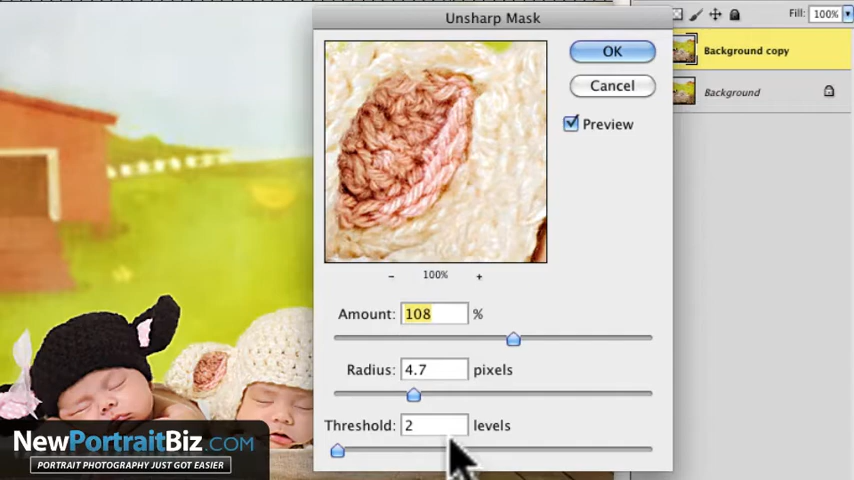 Unsharp Mask
Fill: 100%
OK
Background copy
Cancel
Background
Preview
100%
Amount: 108 %
Radius: 4.7 pixels
Threshold: 2 levels
NewPortraitBiz.COM
PORTRAIT PHOTOGRAPHY JUST GOT EASIER